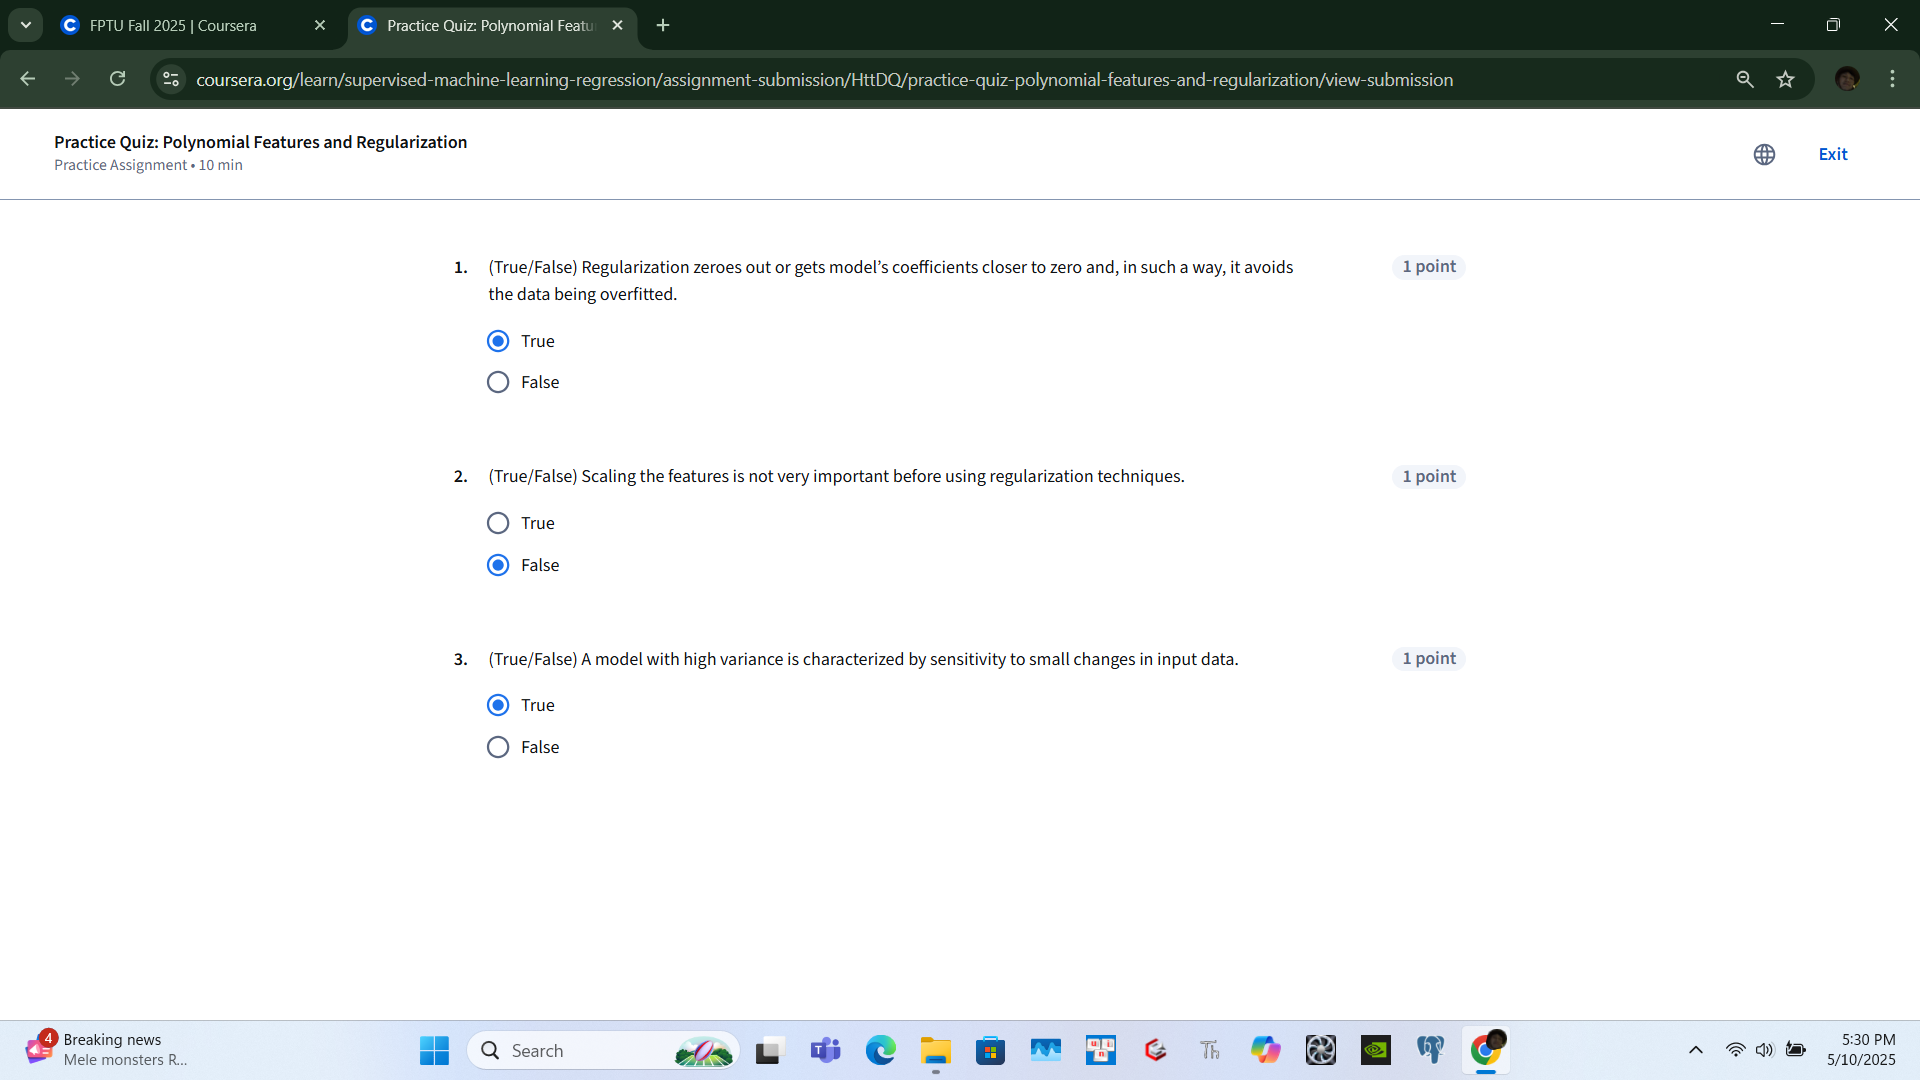 FPTU Fall 2025 | Coursera
Practice Quiz: Polynomial Featu
coursera.org/learn/supervised-machine-learning-regression/assignment-submission/HttDQ/practice-quiz-polynomial-features-and-regularization/view-submission
Practice Quiz: Polynomial Features and Regularization
Practice Assignment • 10 min
Exit
1. (True/False) Regularization zeroes out or gets model’s coefficients closer to zero and, in such a way, it avoids
the data being overfitted.
1 point
True
False
2. (True/False) Scaling the features is not very important before using regularization techniques.
1 point
True
False
3. (True/False) A model with high variance is characterized by sensitivity to small changes in input data.
1 point
True
False
4
Breaking news
Mele monsters R...
Search
Th
5:30 PM
5/10/2025